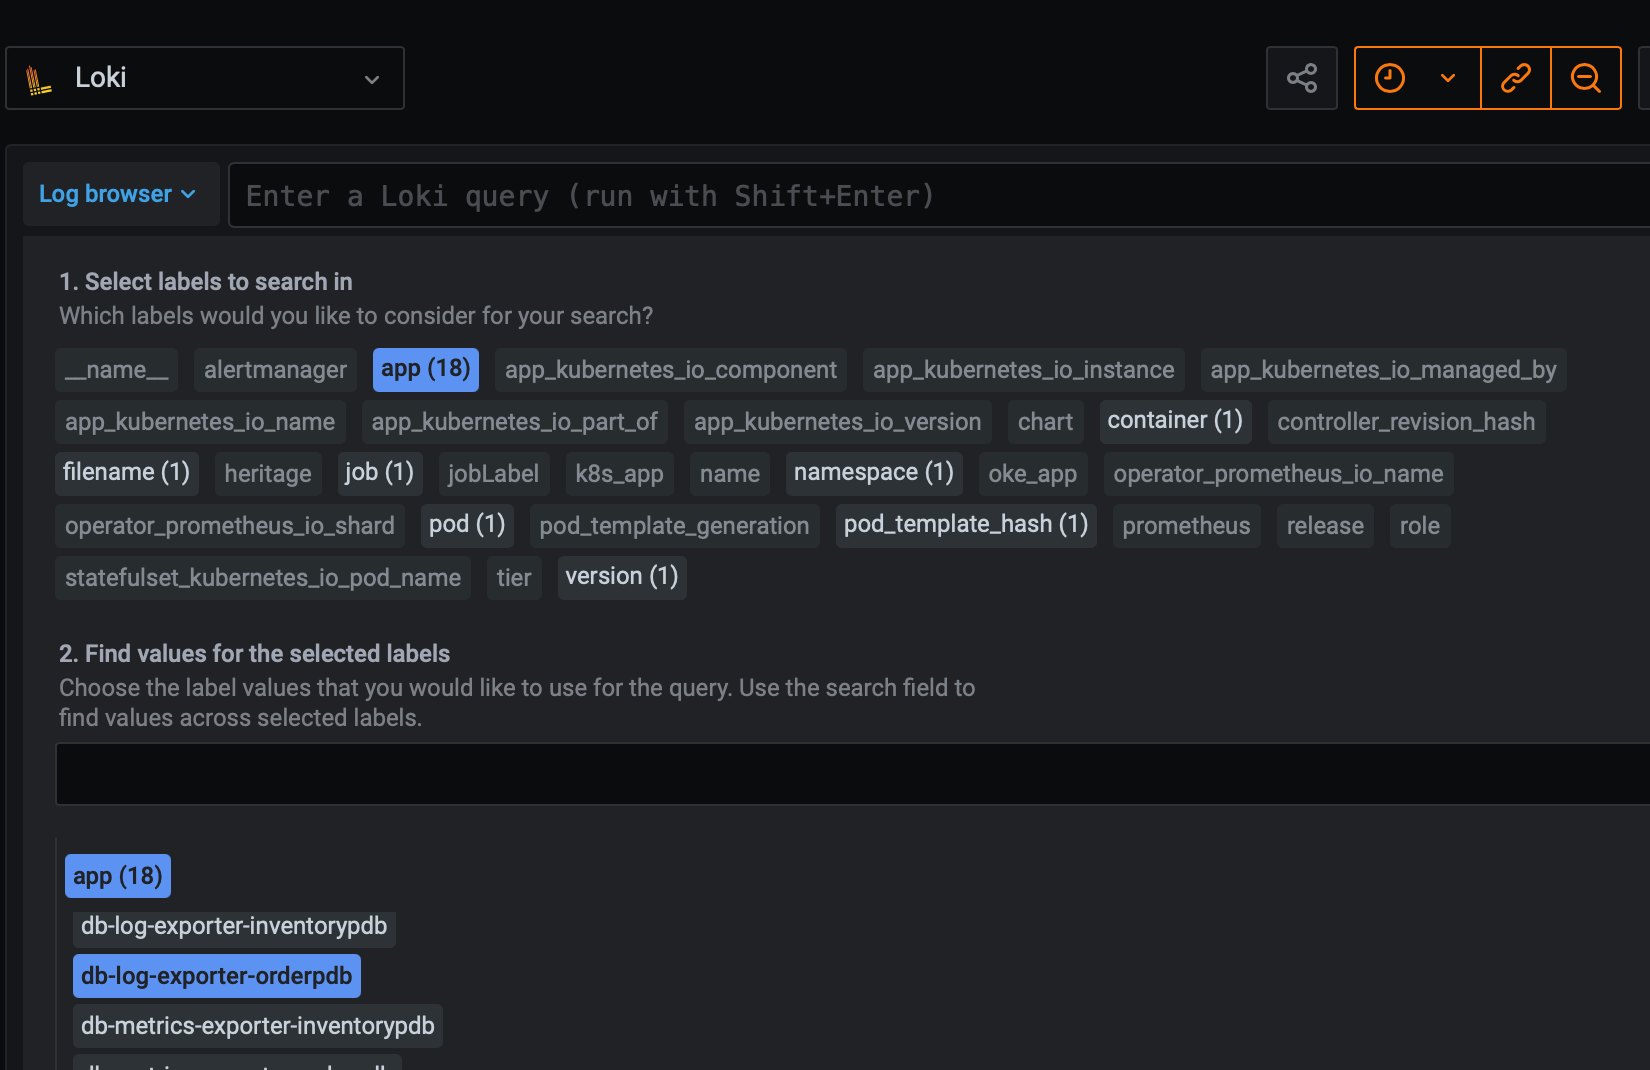 Loki
Log browser
Enter a Loki query (run with Shift+Enter)
1. Select labels to search in
Which labels would you like to consider for your search?
__name__ alertmanager app (18) app_kubernetes_io_component app_kubernetes_io_instance app_kubernetes_io_managed_by
app_kubernetes_io_name app_kubernetes_io_part_of app_kubernetes_io_version chart container (1) controller_revision_hash
filename (1) heritage job (1) jobLabel k8s_app name namespace (1) oke_app operator_prometheus_io_name
operator_prometheus_io_shard pod (1) pod_template_generation pod_template_hash (1) prometheus release role
statefulset_kubernetes_io_pod_name tier version (1)
2. Find values for the selected labels
Choose the label values that you would like to use for the query. Use the search field to
find values across selected labels.
app (18)
db-log-exporter-inventorypdb
db-log-exporter-orderpdb
db-metrics-exporter-inventorypdb